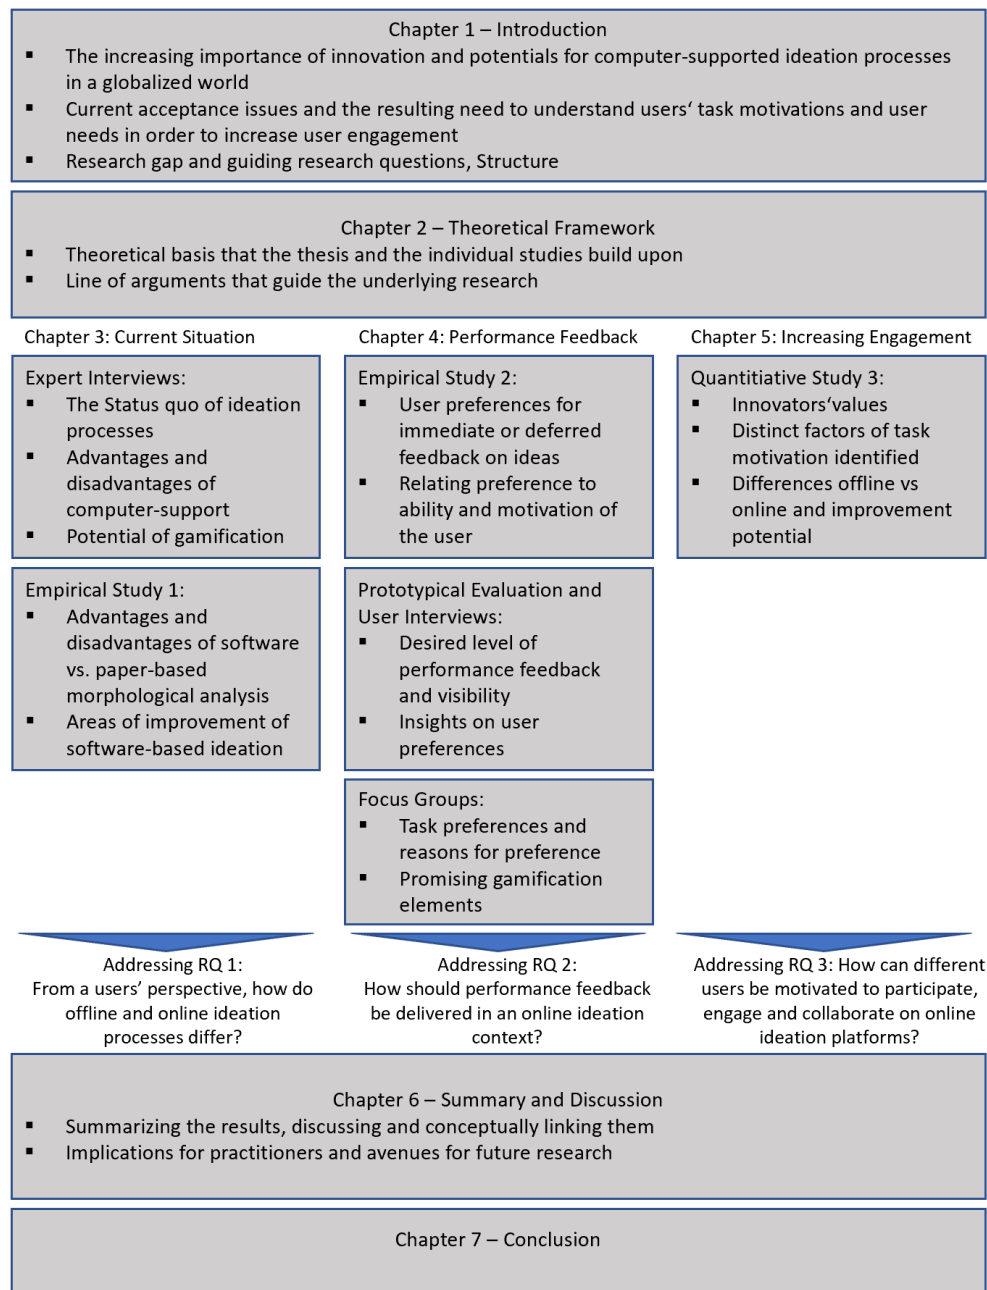 Chapter 1 – Introduction
▪ The increasing importance of innovation and potentials for computer-supported ideation processes
in a globalized world
▪ Current acceptance issues and the resulting need to understand users‘ task motivations and user
needs in order to increase user engagement
▪ Research gap and guiding research questions, Structure
Chapter 2 – Theoretical Framework
▪ Theoretical basis that the thesis and the individual studies build upon
▪ Line of arguments that guide the underlying research
Chapter 3: Current Situation
Expert Interviews:
▪ The Status quo of ideation
processes
▪ Advantages and
disadvantages of
computer-support
▪ Potential of gamification
Empirical Study 1:
▪ Advantages and
disadvantages of software
vs. paper-based
morphological analysis
▪ Areas of improvement of
software-based ideation
Addressing RQ 1:
From a users’ perspective, how do
offline and online ideation
processes differ?
Chapter 4: Performance Feedback
Empirical Study 2:
▪ User preferences for
immediate or deferred
feedback on ideas
▪ Relating preference to
ability and motivation of
the user
Prototypical Evaluation and
User Interviews:
▪ Desired level of
performance feedback
and visibility
▪ Insights on user
preferences
Focus Groups:
▪ Task preferences and
reasons for preference
▪ Promising gamification
elements
Addressing RQ 2:
How should performance feedback
be delivered in an online ideation
context?
Chapter 5: Increasing Engagement
Quantitiative Study 3:
▪ Innovators‘values
▪ Distinct factors of task
motivation identified
▪ Differences offline vs
online and improvement
potential
Addressing RQ 3: How can different
users be motivated to participate,
engage and collaborate on online
ideation platforms?
Chapter 6 – Summary and Discussion
▪ Summarizing the results, discussing and conceptually linking them
▪ Implications for practitioners and avenues for future research
Chapter 7 – Conclusion